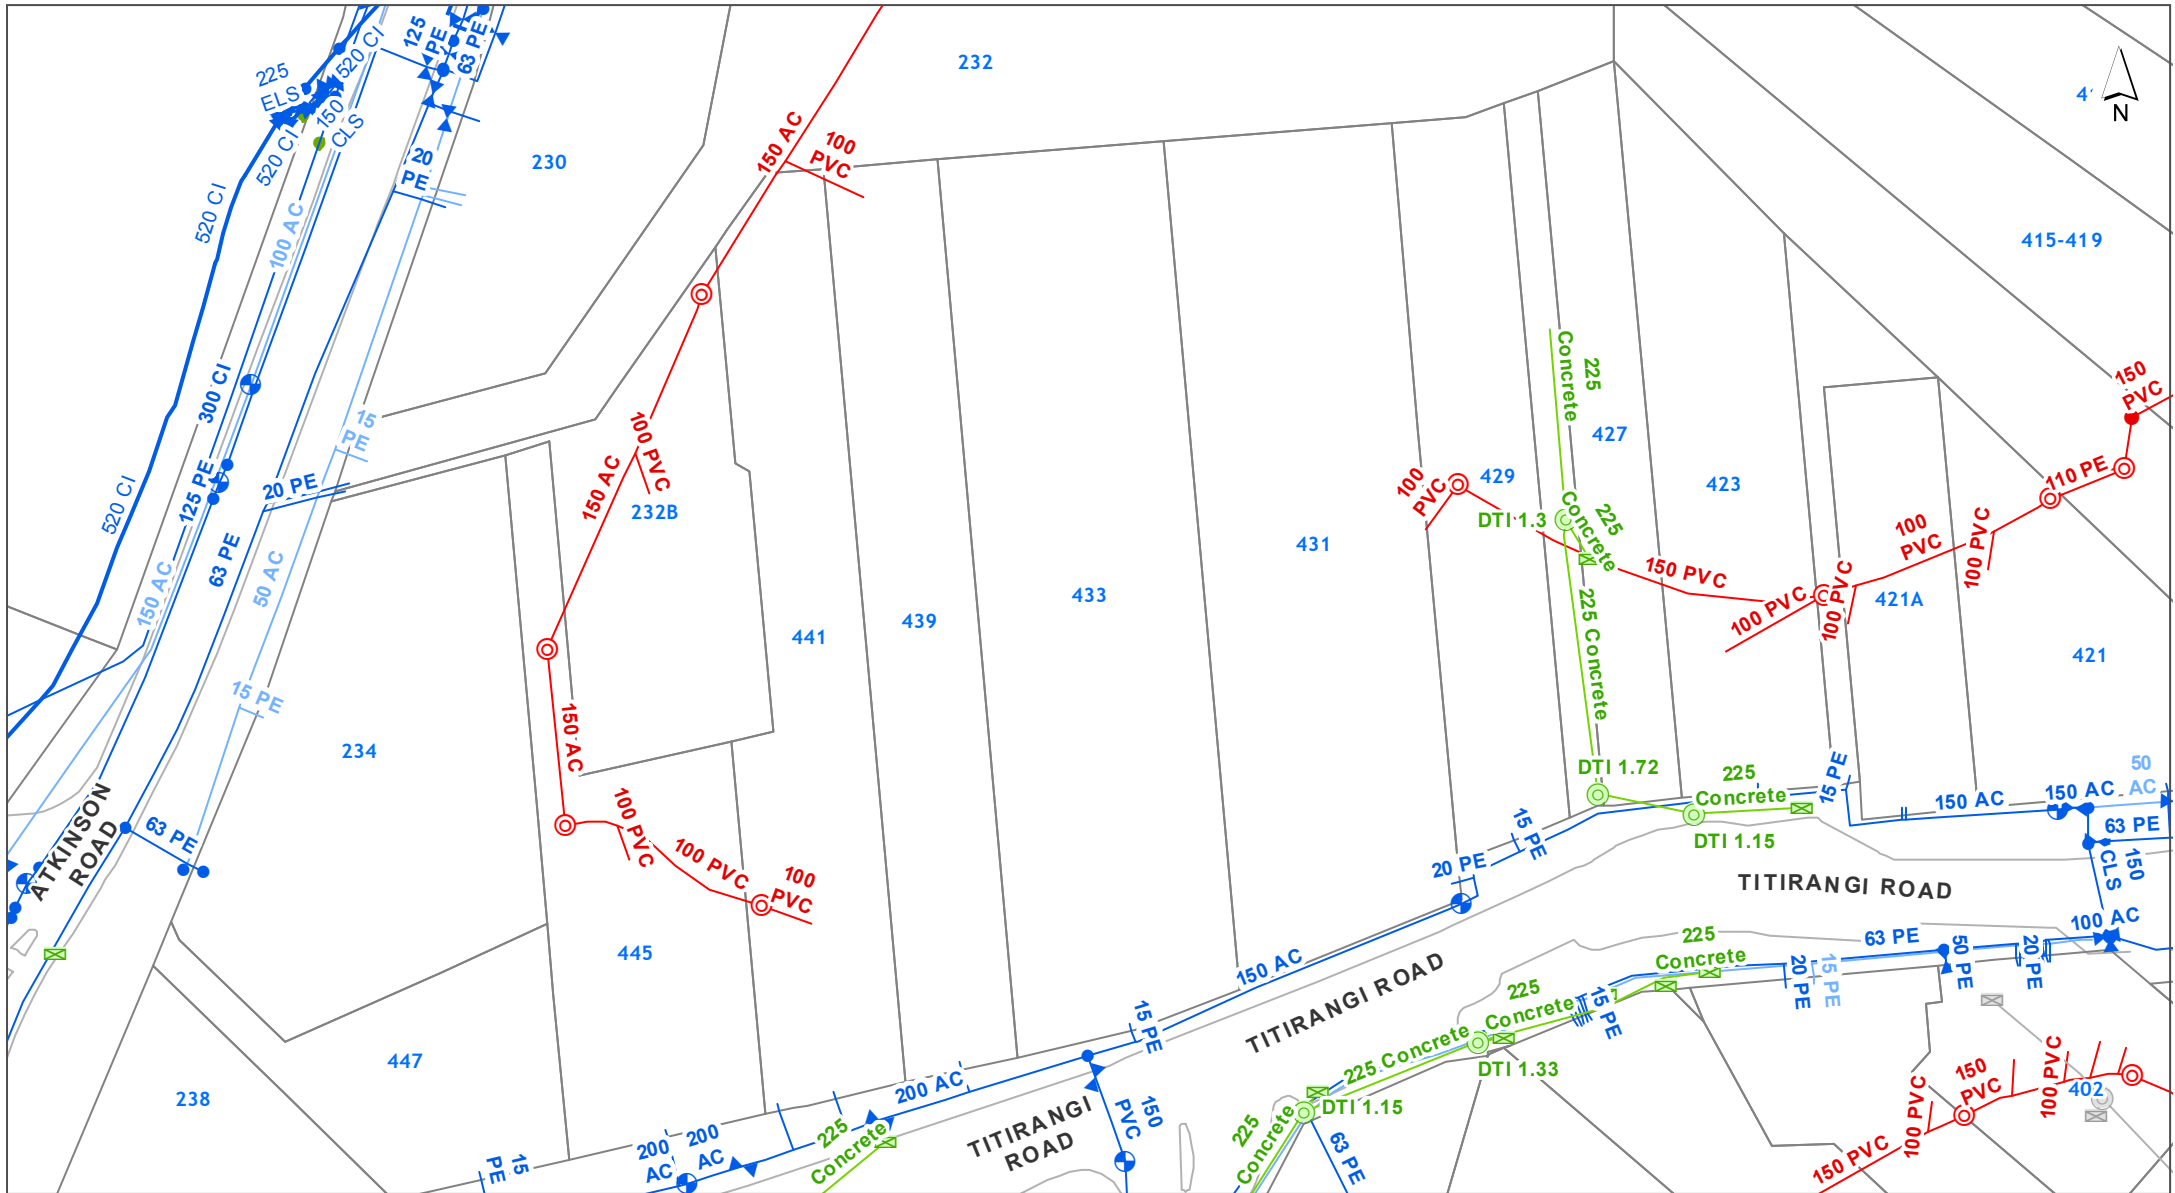 125
PE
63 PE
520 CI
225
ELS
150
CLS
520 CI
520 CI
100 AC
20
PE
230
232
150 AC
100
PVC
N
415-419
300 CI
15
PE
20 PE
125 PE
520 CI
63 PE
150 AC
50 AC
15 PE
100 PVC
150 AC
232B
150 AC
234
441
439
433
431
100
PVC
429
DTI 1.3
225
Concrete
225
Concrete
427
423
225 Concrete
150 PVC
100 PVC
100 PVC
421A
100
PVC
100 PVC
110 PE
150
PVC
421
DTI 1.72
225
Concrete
DTI 1.15
15 PE
150 AC
150 AC
50
AC
63 PE
150
CLS
100 AC
TITIRANGI ROAD
15 PE
20 PE
150 AC
TITIRANGI ROAD
ATKINSON
ROAD
63 PE
100 PVC
100 PVC
100
PVC
445
447
238
15 PE
200 AC
150
PVC
TITIRANGI
ROAD
200
AC
200
AC
15
PE
225
Concrete
225
Concrete
63 PE
DTI 1.15
225 Concrete
DTI 1.33
225
Concrete
15 PE
225
Concrete
63 PE
20 PE
15 PE
50 PE
20 PE
402
150
PVC
100 PVC
100 PVC
150 PVC